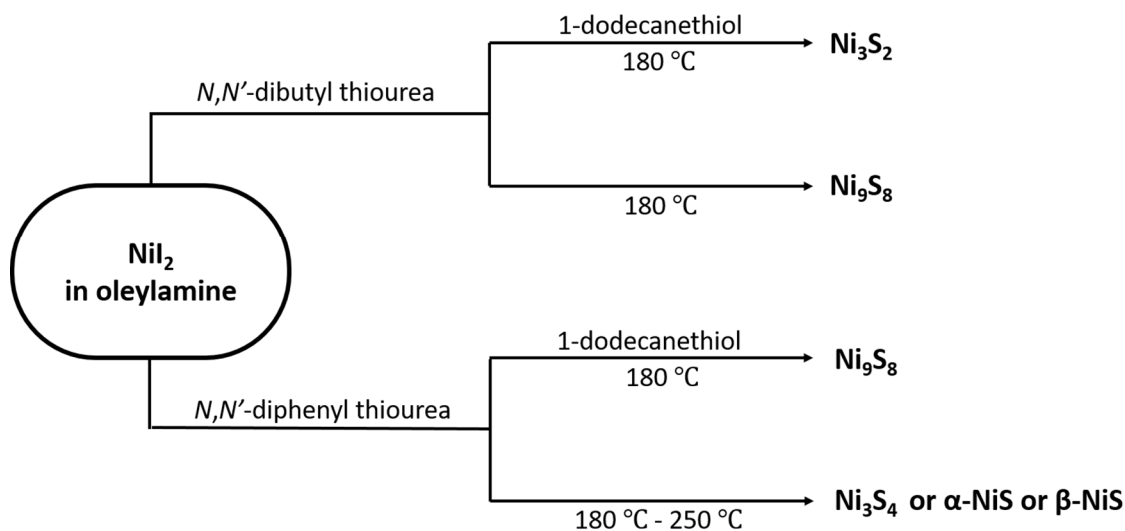 1-dodecanethiol
180 °C
Ni₃S₂
N,N’-dibutyl thiourea
180 °C
Ni₉S₈
NiI₂
in oleylamine
1-dodecanethiol
180 °C
Ni₉S₈
N,N’-diphenyl thiourea
180 °C - 250 °C
Ni₃S₄ or α-NiS or β-NiS